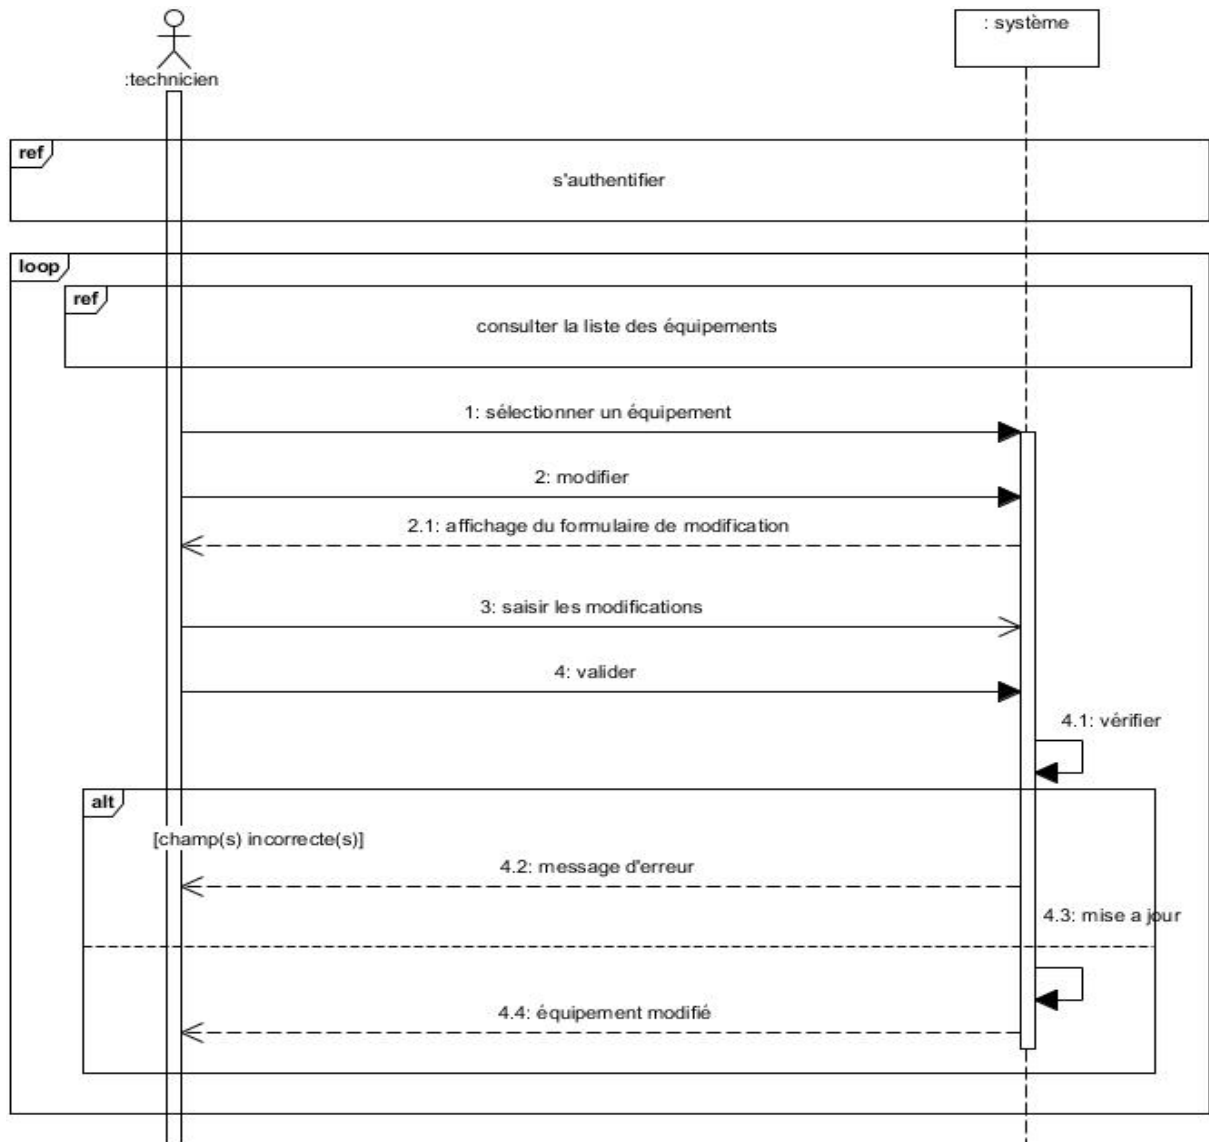 : système
:technicien
ref
s'authentifier
loop
ref
consulter la liste des équipements
1: sélectionner un équipement
2: modifier
2.1: affichage du formulaire de modification
3: saisir les modifications
4: valider
4.1: vérifier
alt
[champ(s) incorrecte(s)]
4.2: message d'erreur
4.3: mise a jour
4.4: équipement modifié